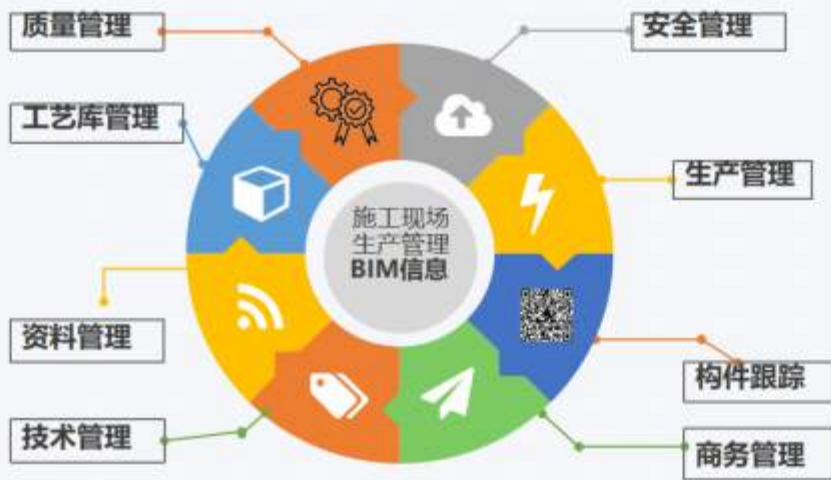 质量管理
安全管理
工艺库管理
生产管理
施工现场
生产管理
BIM信息
资料管理
构件跟踪
技术管理
商务管理